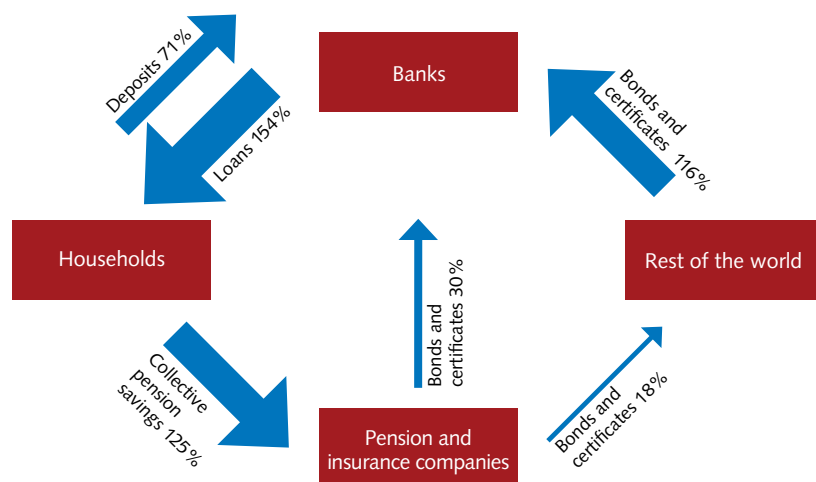 Deposits 71%
Loans 154%
Banks
Bonds and
certificates 116%
Households
Rest of the world
Bonds and
certificates 30%
Collective
pension
savings 125%
Pension and
insurance companies
Bonds and
certificates 18%